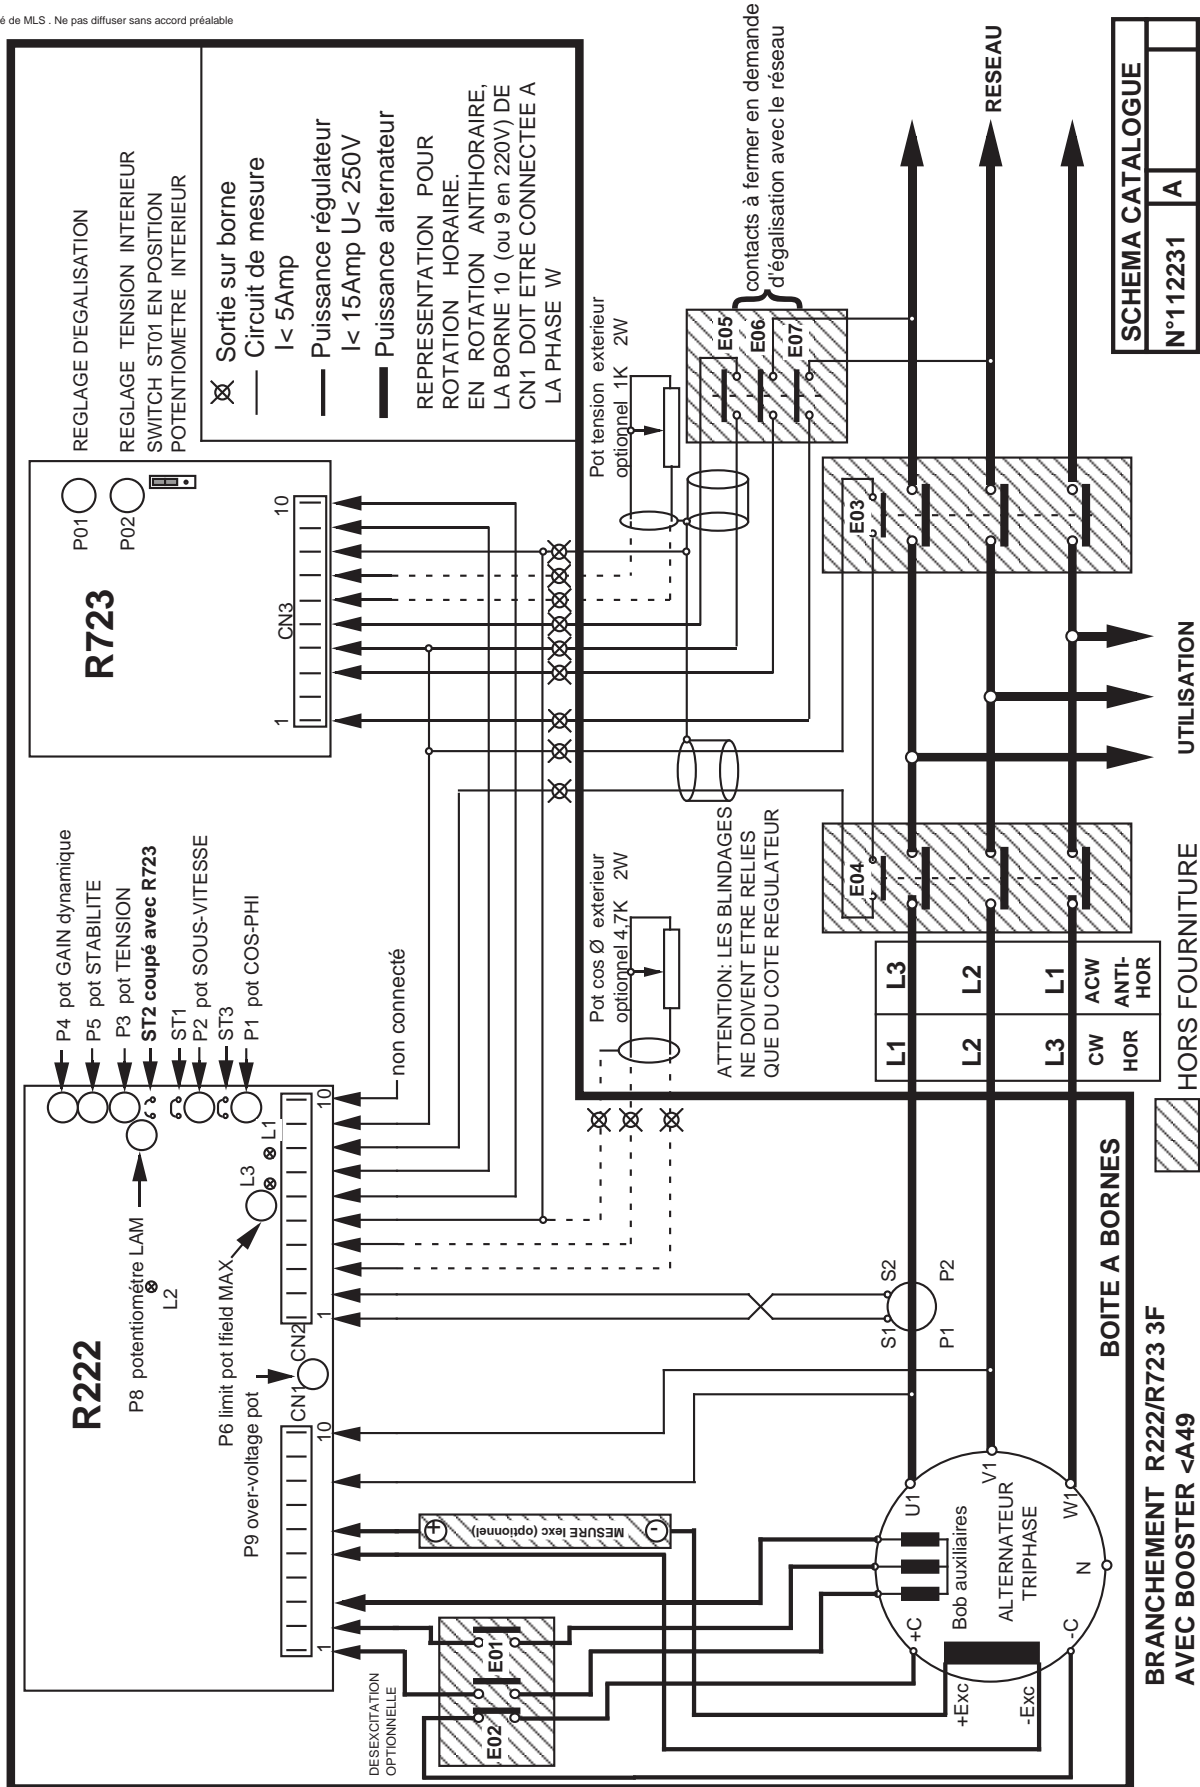 é de MLS . Ne pas diffuser sans accord préalable
R222
P8 potentiométre LAM
L2
P6 limit pot Ifield MAX
P9 over-voltage pot
CN1
CN2
1
10
1
10
L3
L1
P4 pot GAIN dynamique
P5 pot STABILITE
P3 pot TENSION
ST2 coupé avec R723
ST1
P2 pot SOUS-VITESSE
ST3
P1 pot COS-PHI
non connecté
R723
CN3
1
10
P01
P02
REGLAGE D'EGALISATION
REGLAGE TENSION INTERIEUR
SWITCH ST01 EN POSITION
POTENTIOMETRE INTERIEUR
Sortie sur borne
Circuit de mesure
I< 5Amp
Puissance régulateur
I< 15Amp U< 250V
Puissance alternateur
REPRESENTATION POUR
ROTATION HORAIRE.
EN ROTATION ANTIHORAIRE,
LA BORNE 10 (ou 9 en 220V) DE
CN1 DOIT ETRE CONNECTEE A
LA PHASE W
DESEXCITATION
OPTIONNELLE
E02
E01
+
MESURE Iexc (optionnel)
-
Pot cos Ø exterieur
optionnel 4,7K 2W
ATTENTION: LES BLINDAGES
NE DOIVENT ETRE RELIES
QUE DU COTE REGULATEUR
Pot tension exterieur
optionnel 1K 2W
E05
E06
E07
contacts à fermer en demande
d'égalisation avec le réseau
+Exc
-Exc
+C
-C
Bob auxiliaires
ALTERNATEUR
TRIPHASE
U1
V1
W1
N
S1
S2
P1
P2
L1
L3
L2
L2
L3
L1
CW
ACW
HOR
ANTI-
HOR
E04
E03
RESEAU
UTILISATION
BOITE A BORNES
HORS FOURNITURE
BRANCHEMENT R222/R723 3F
AVEC BOOSTER <A49
SCHEMA CATALOGUE
N°112231
A